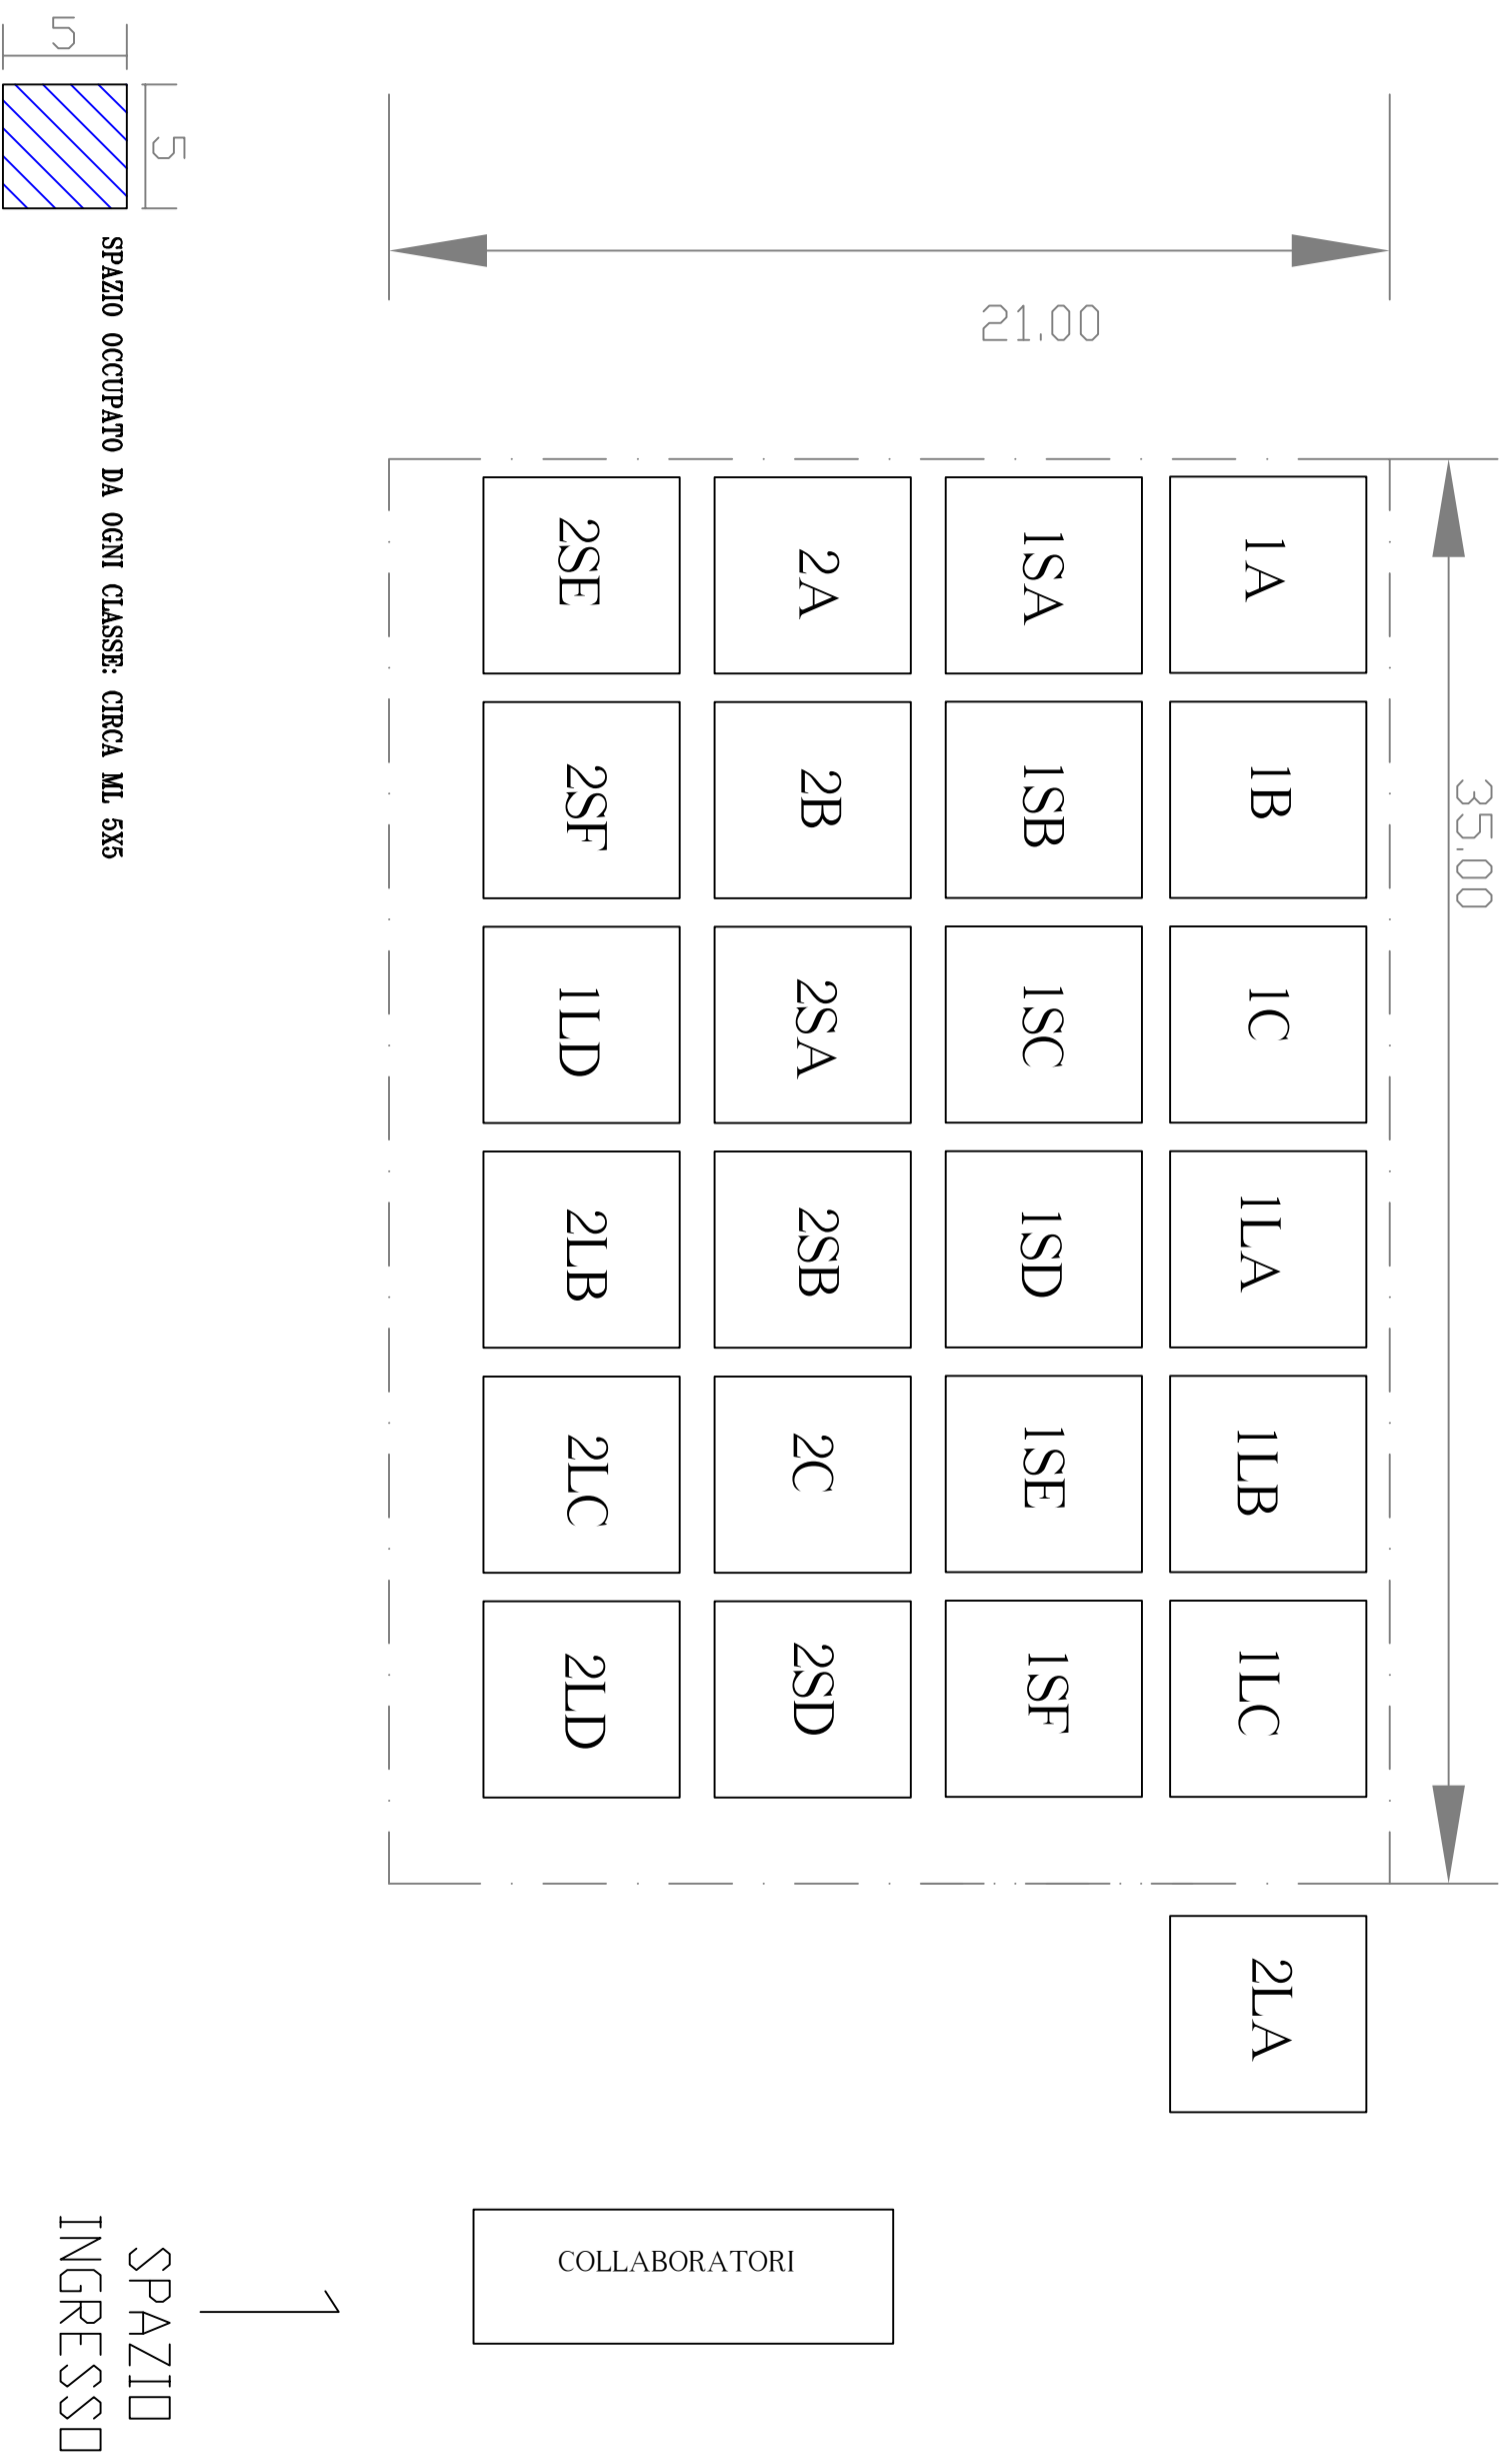 35.00
1A
1B
1C
1LA
1LB
1LC
2LA
21.00
1SA
1SB
1SC
1SD
1SE
1SF
2A
2B
2SA
2SB
2C
2SD
2SE
2SF
1LD
2LB
2LC
2LD
COLLABORATORI
5
5
SPAZIO OCCUPATO DA OGNI CLASSE: CIRCA ML 5X5
SPAZIO
INGRESSO